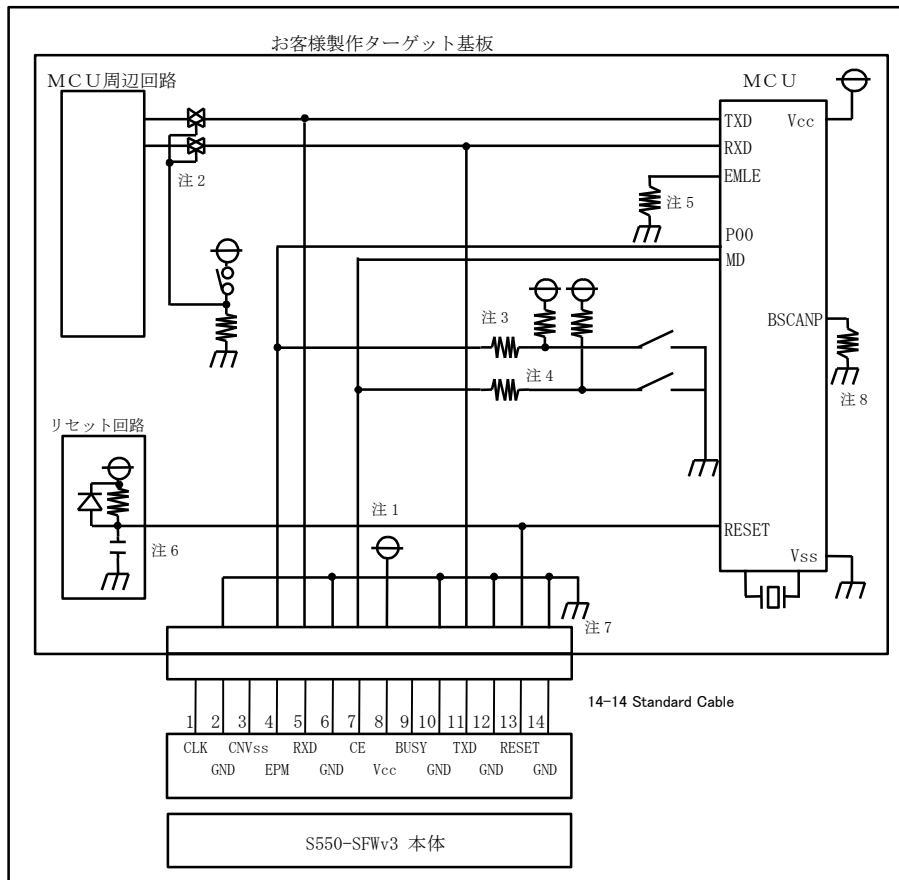 お客様製作ターゲット基板
MCU周辺回路
MCU
TXD
Vcc
RXD
EMLE
注2
注5
P00
MD
注3
BSCANP
注4
注8
リセット回路
注1
RESET
注6
Vss
注7
14-14 Standard Cable
1 2 3 4 5 6 7 8 9 10 11 12 13 14
CLK CNVss RXD CE BUSY TXD RESET
GND EPM GND Vcc GND GND GND
S550-SFWv3 本体